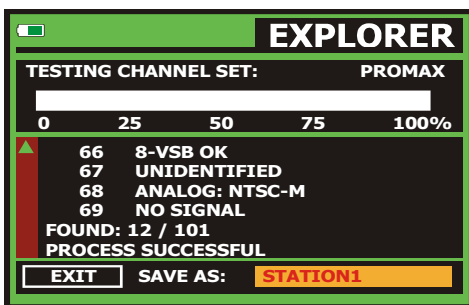 EXPLORER
TESTING CHANNEL SET: PROMAX
0 25 50 75 100%
66 8-VSB OK
67 UNIDENTIFIED
68 ANALOG: NTSC-M
69 NO SIGNAL
FOUND: 12 / 101
PROCESS SUCCESSFUL
EXIT SAVE AS: STATION1